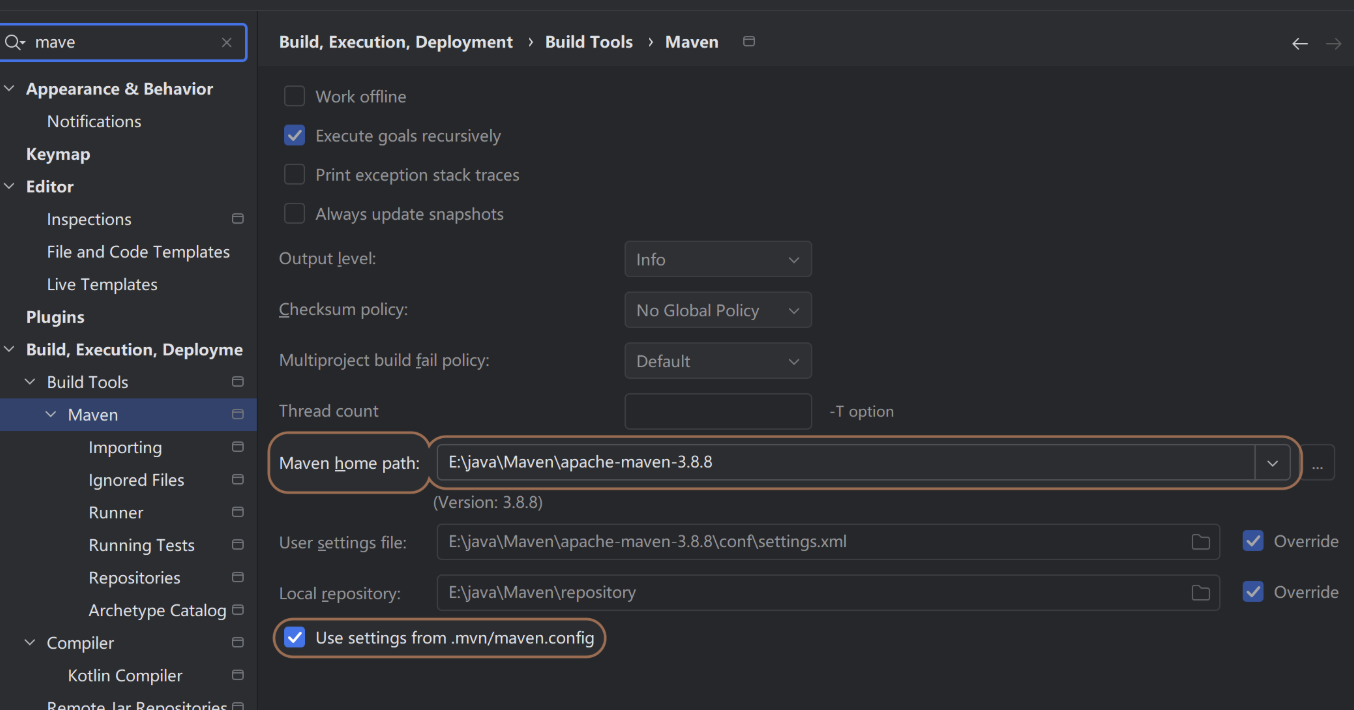 mave
Appearance & Behavior
Notifications
Keymap
Editor
Inspections
File and Code Templates
Live Templates
Plugins
Build, Execution, Deployme
Build Tools
Maven
Importing
Ignored Files
Runner
Running Tests
Repositories
Archetype Catalog
Compiler
Kotlin Compiler
Remote Jar Repositories
Build, Execution, Deployment › Build Tools › Maven
Work offline
Execute goals recursively
Print exception stack traces
Always update snapshots
Output level: Info
Checksum policy: No Global Policy
Multiproject build fail policy: Default
Thread count -T option
Maven home path: E:\java\Maven\apache-maven-3.8.8 ...
(Version: 3.8.8)
User settings file: E:\java\Maven\apache-maven-3.8.8\conf\settings.xml Override
Local repository: E:\java\Maven\repository Override
Use settings from .mvn/maven.config